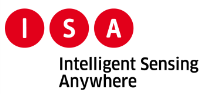 ISA
Intelligent Sensing
Anywhere